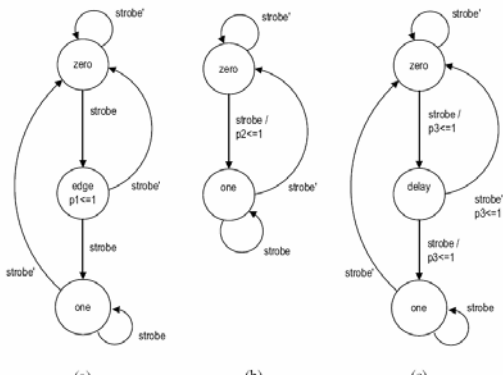 strobe'
zero
strobe
edge
p1<=1
strobe'
strobe
strobe'
one
strobe
strobe'
zero
strobe /
p2<=1
one
strobe'
strobe
strobe'
zero
strobe /
p3<=1
delay
strobe'
p3<=1
strobe /
p3<=1
strobe'
one
strobe
(a)
(b)
(c)